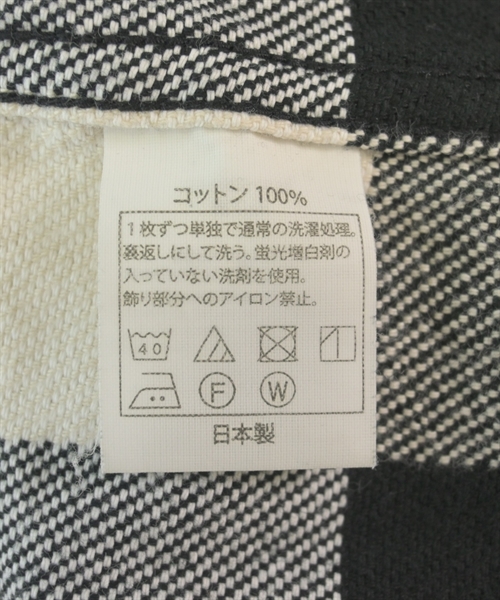 コットン 100%
1枚ずつ単独で通常の洗濯処理。
裏返しにして洗う。蛍光増白剤の
入っていない洗剤を使用。
飾り部分へのアイロン禁止。
40
F W
日本製